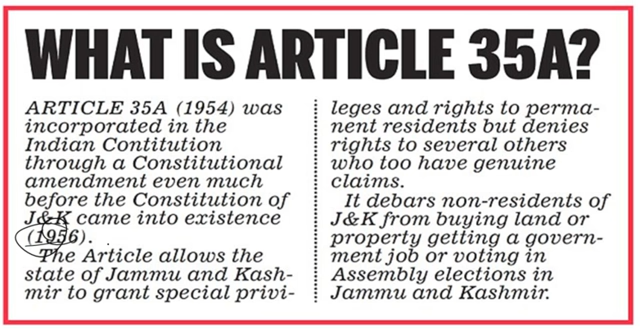 WHAT IS ARTICLE 35A?
ARTICLE 35A (1954) was
incorporated in the
Indian Contitution
through a Constitutional
amendment even much
before the Constitution of
J&K came into existence
(1956).
The Article allows the
state of Jammu and Kash-
mir to grant special privi-
leges and rights to perma-
nent residents but denies
rights to several others
who too have genuine
claims.
It debars non-residents of
J&K from buying land or
property getting a govern-
ment job or voting in
Assembly elections in
Jammu and Kashmir.